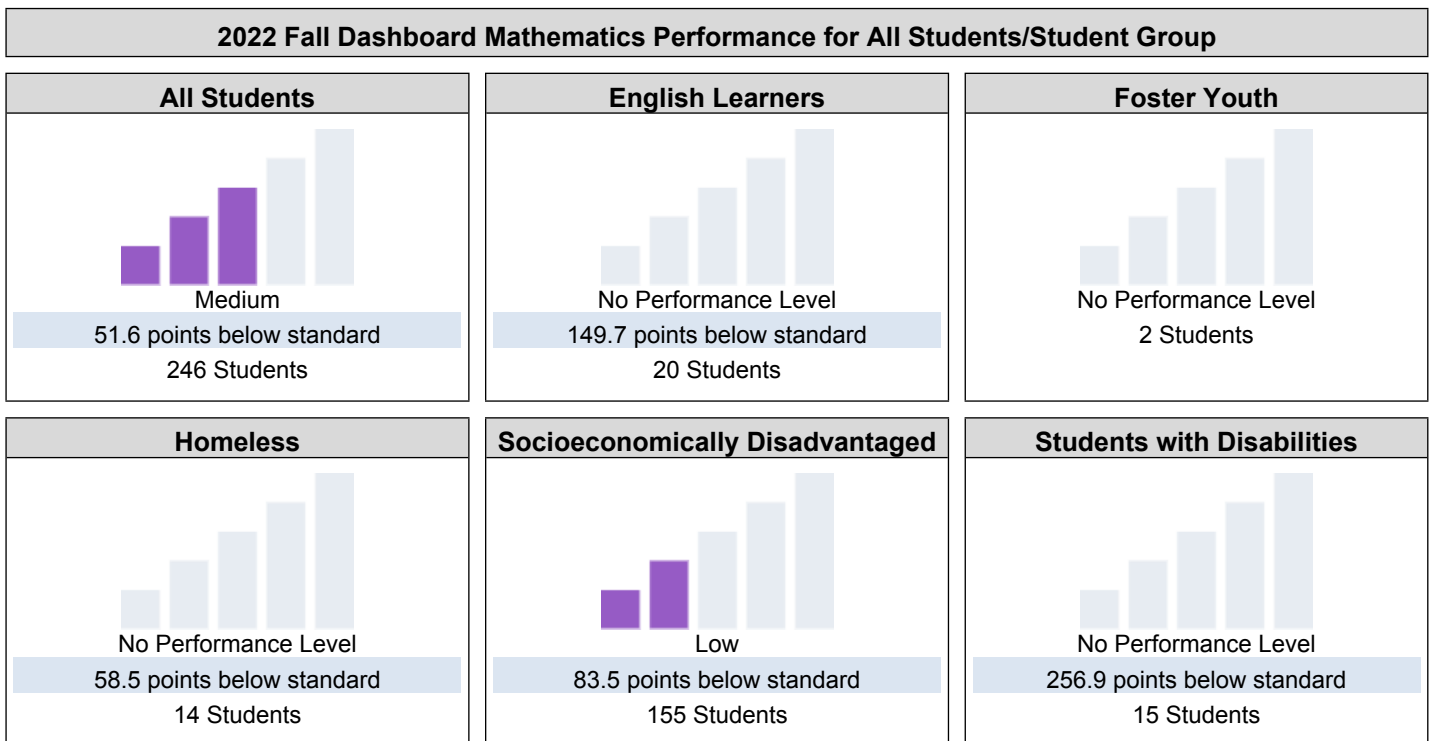 2022 Fall Dashboard Mathematics Performance for All Students/Student Group
All Students
Medium
51.6 points below standard
246 Students
English Learners
No Performance Level
149.7 points below standard
20 Students
Foster Youth
No Performance Level
2 Students
Homeless
No Performance Level
58.5 points below standard
14 Students
Socioeconomically Disadvantaged
Low
83.5 points below standard
155 Students
Students with Disabilities
No Performance Level
256.9 points below standard
15 Students